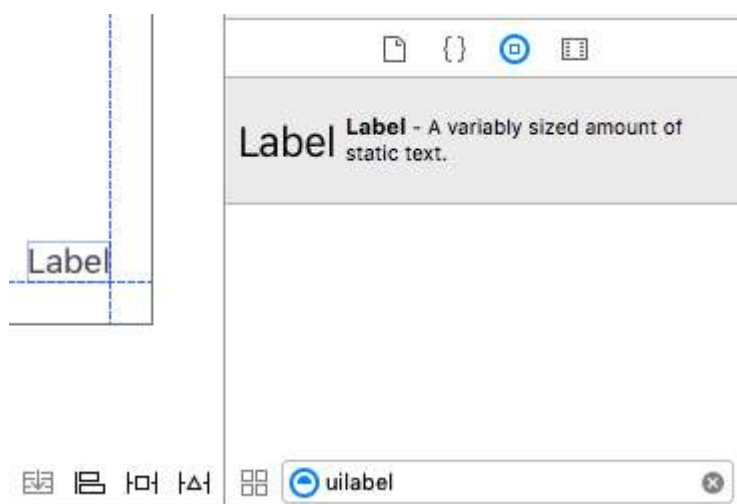 {}
Label
Label - A variably sized amount of
static text.
Label
uilabel